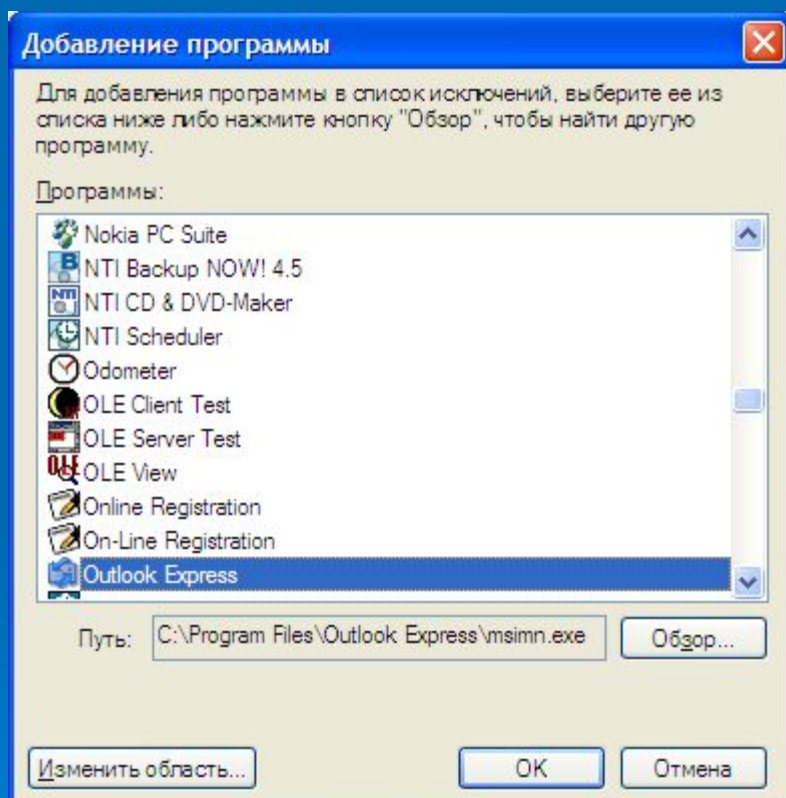 Добавление программы
Для добавления программы в список исключений, выберите ее из
списка ниже либо нажмите кнопку "Обзор", чтобы найти другую
программу.
Программы:
Nokia PC Suite
NTI Backup NOW! 4.5
NTI CD & DVD-Maker
NTI Scheduler
Odometer
OLE Client Test
OLE Server Test
OLE View
Online Registration
On-Line Registration
Outlook Express
Путь: C:\Program Files\Outlook Express\msimn.exe Обзор...
Изменить область... OK Отмена